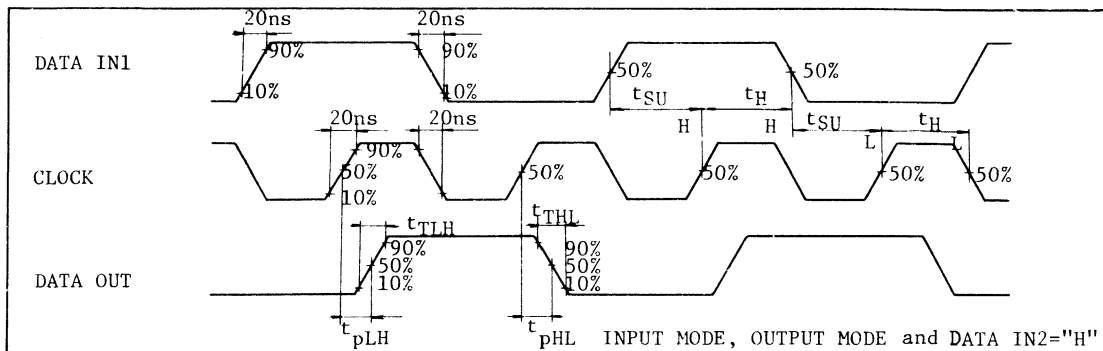 20ns 20ns
90% 90%
DATA IN1 50% 50%
10% 10%
tSU tH
20ns 20ns H H tSU tH
90% L L
CLOCK 50% 50% 50% 50% 50%
10%
tTLH tTHL
90% 90%
50% 50%
DATA OUT 10% 10%
tpLH tpHL INPUT MODE, OUTPUT MODE and DATA IN2="H"